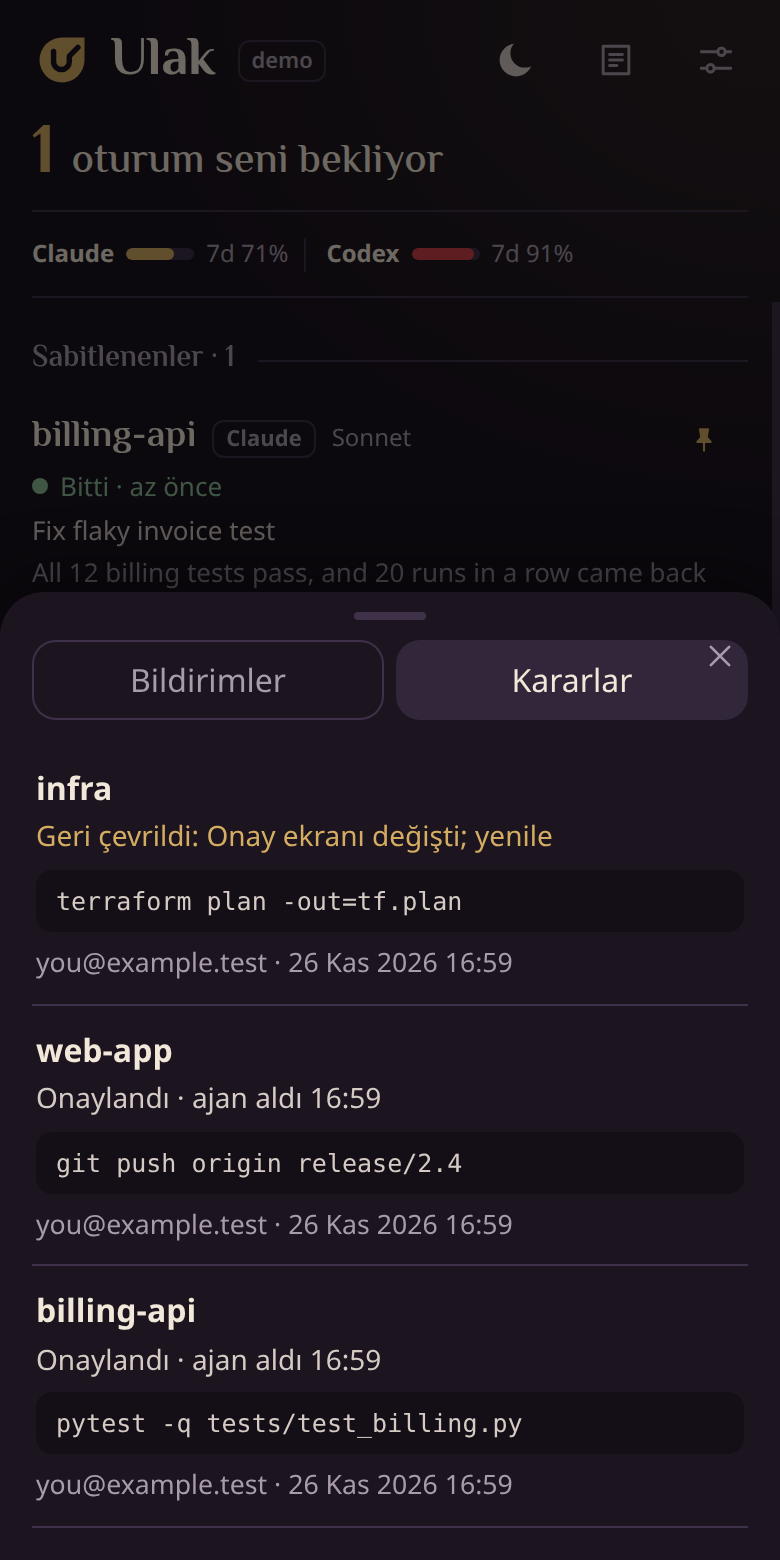 Ulak demo
1 oturum seni bekliyor
Claude 7d 71% Codex 7d 91%
Sabitlenenler · 1
billing-api Claude Sonnet
Bitti · az önce
Fix flaky invoice test
All 12 billing tests pass, and 20 runs in a row came back
Bildirimler Kararlar
infra
Geri çevrildi: Onay ekranı değişti; yenile
terraform plan -out=tf.plan
you@example.test · 26 Kas 2026 16:59
web-app
Onaylandı · ajan aldı 16:59
git push origin release/2.4
you@example.test · 26 Kas 2026 16:59
billing-api
Onaylandı · ajan aldı 16:59
pytest -q tests/test_billing.py
you@example.test · 26 Kas 2026 16:59